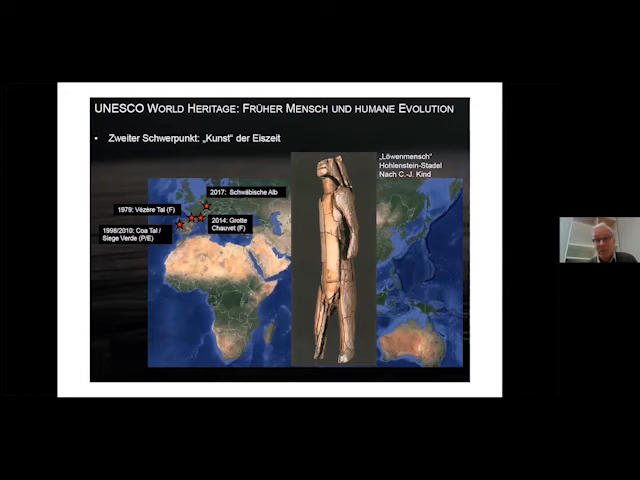 UNESCO WORLD HERITAGE: FRÜHER MENSCH UND HUMANE EVOLUTION
• Zweiter Schwerpunkt: „Kunst“ der Eiszeit
„Löwenmensch“
Hohlenstein-Stadel
Nach C.-J. Kind
2017: Schwäbische Alb
1979: Vézère Tal (F)
2014: Grotte
Chauvet (F)
1998/2010: Coa Tal /
Siege Verde (P/E)